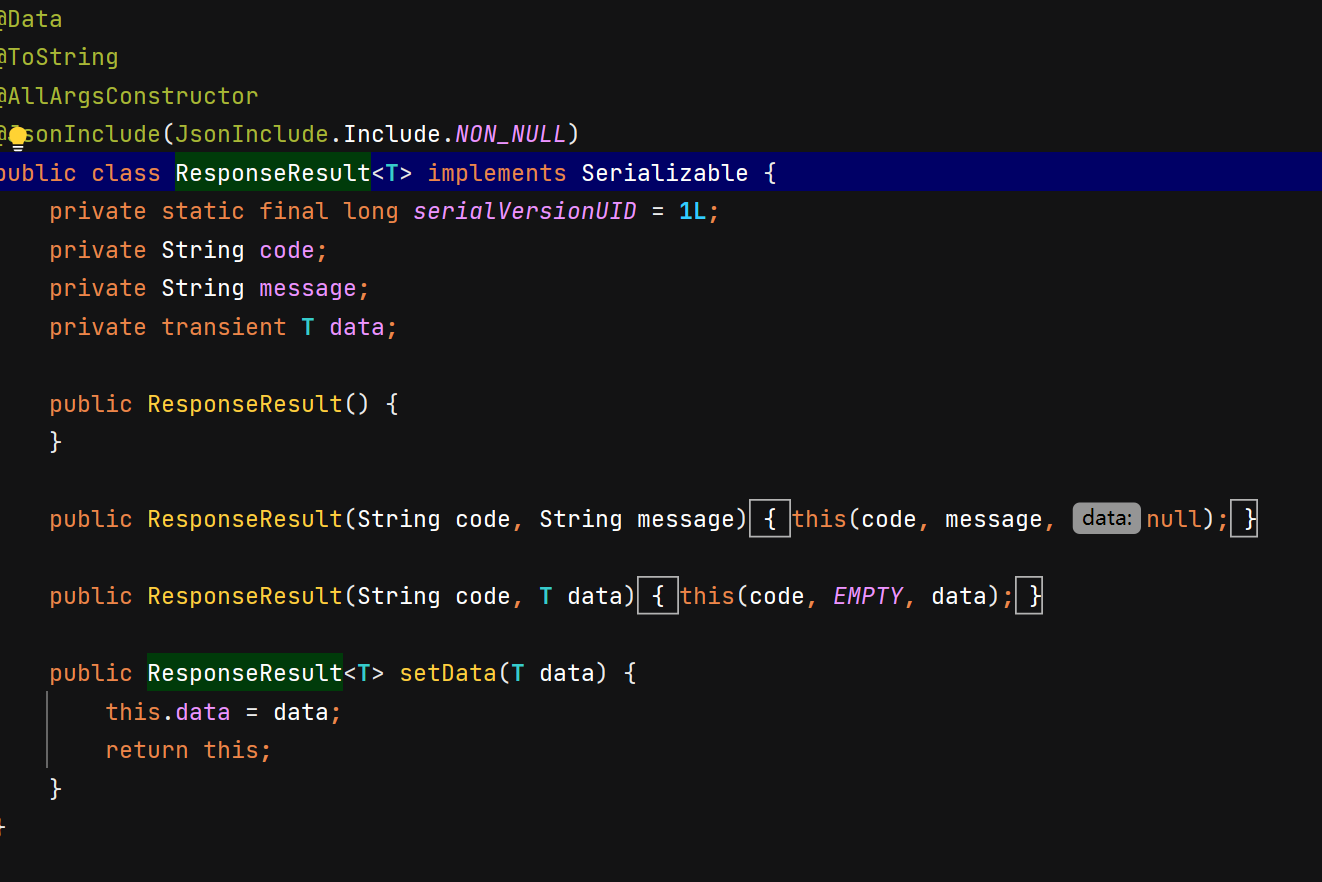 @Data
@ToString
@AllArgsConstructor
@JsonInclude(JsonInclude.Include.NON_NULL)
public class ResponseResult<T> implements Serializable {
    private static final long serialVersionUID = 1L;
    private String code;
    private String message;
    private transient T data;

    public ResponseResult() {
    }

    public ResponseResult(String code, String message) { this(code, message, data: null); }

    public ResponseResult(String code, T data) { this(code, EMPTY, data); }

    public ResponseResult<T> setData(T data) {
        this.data = data;
        return this;
    }
}